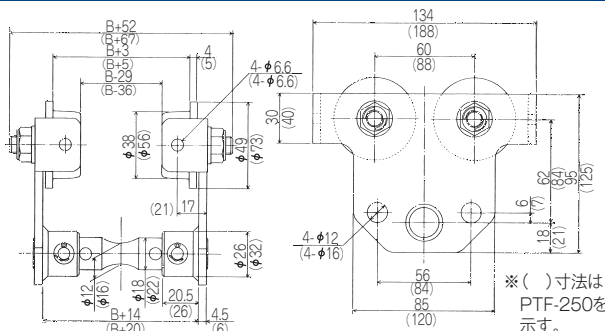 B+52
(B+67)
B+3
(B+5)
B-29
(B-36)
4
(5)
4-φ6.6
(4-φ6.6)
φ38
(φ56)
φ49
(φ73)
(21)
17
φ12
(φ16)
φ18
(φ22)
φ26
(φ32)
20.5
(26)
B+14
(B+20)
4.5
(6)
134
(188)
60
(88)
30
(40)
62
(84)
95
(125)
6
(7)
18
(21)
4-φ12
(4-φ16)
56
(84)
85
(120)
※( )寸法は
PTF-250を
示す。